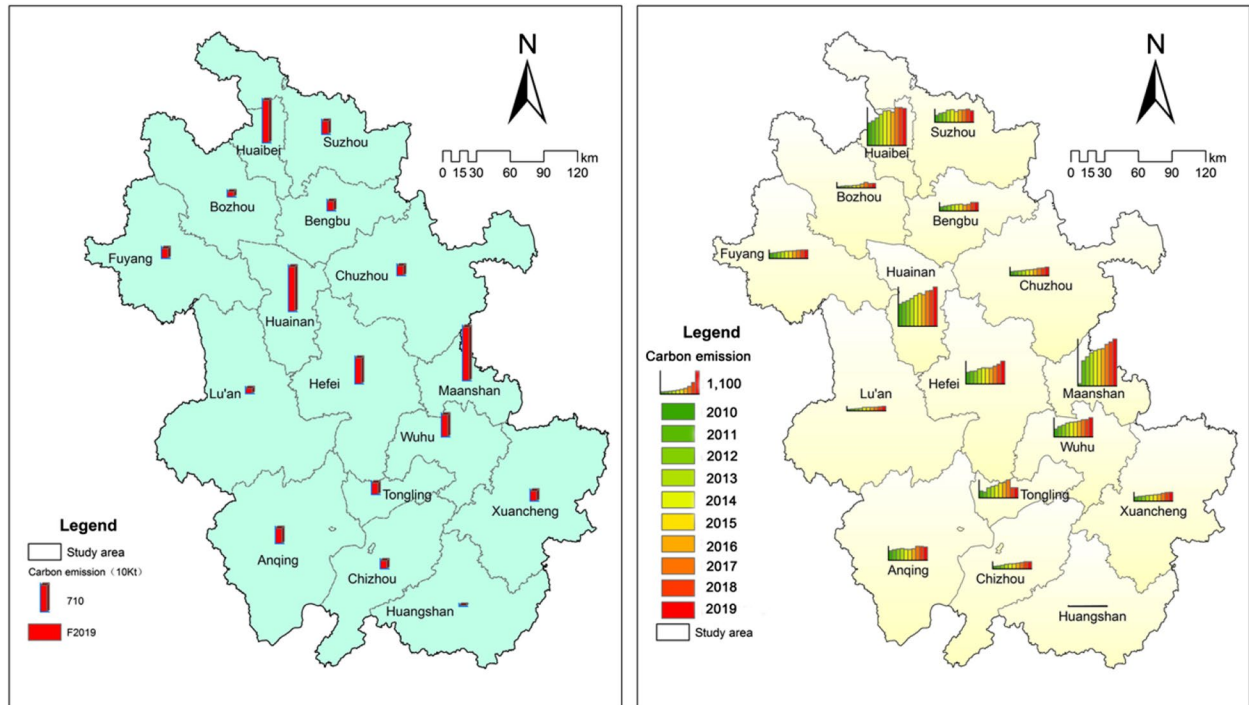 N
km
0 15 30 60 90 120
Huaibei
Suzhou
Bozhou
Bengbu
Fuyang
Chuzhou
Huainan
Hefei
Maanshan
Lu'an
Wuhu
Tongling
Xuancheng
Anqing
Chizhou
Huangshan
Legend
Study area
Carbon emission（10Kt）
710
F2019
N
km
0 15 30 60 90 120
Suzhou
Huaibei
Bozhou
Bengbu
Fuyang
Huainan
Chuzhou
Hefei
Maanshan
Lu'an
Wuhu
Tongling
Xuancheng
Anqing
Chizhou
Huangshan
Legend
Carbon emission
1,100
2010
2011
2012
2013
2014
2015
2016
2017
2018
2019
Study area